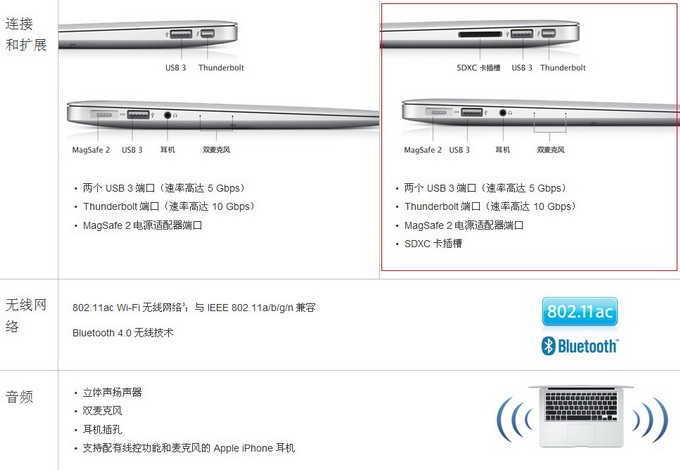 连接
和扩展
USB 3 Thunderbolt
MagSafe 2 USB 3 耳机 双麦克风
• 两个 USB 3 端口（速率高达 5 Gbps）
• Thunderbolt 端口（速率高达 10 Gbps）
• MagSafe 2 电源适配器端口
SDXC 卡插槽 USB 3 Thunderbolt
MagSafe 2 USB 3 耳机 双麦克风
• 两个 USB 3 端口（速率高达 5 Gbps）
• Thunderbolt 端口（速率高达 10 Gbps）
• MagSafe 2 电源适配器端口
• SDXC 卡插槽
无线网
络
802.11ac Wi-Fi 无线网络³；与 IEEE 802.11a/b/g/n 兼容
Bluetooth 4.0 无线技术
802.11ac
Bluetooth™
音频
• 立体声扬声器
• 双麦克风
• 耳机插孔
• 支持配有线控功能和麦克风的 Apple iPhone 耳机